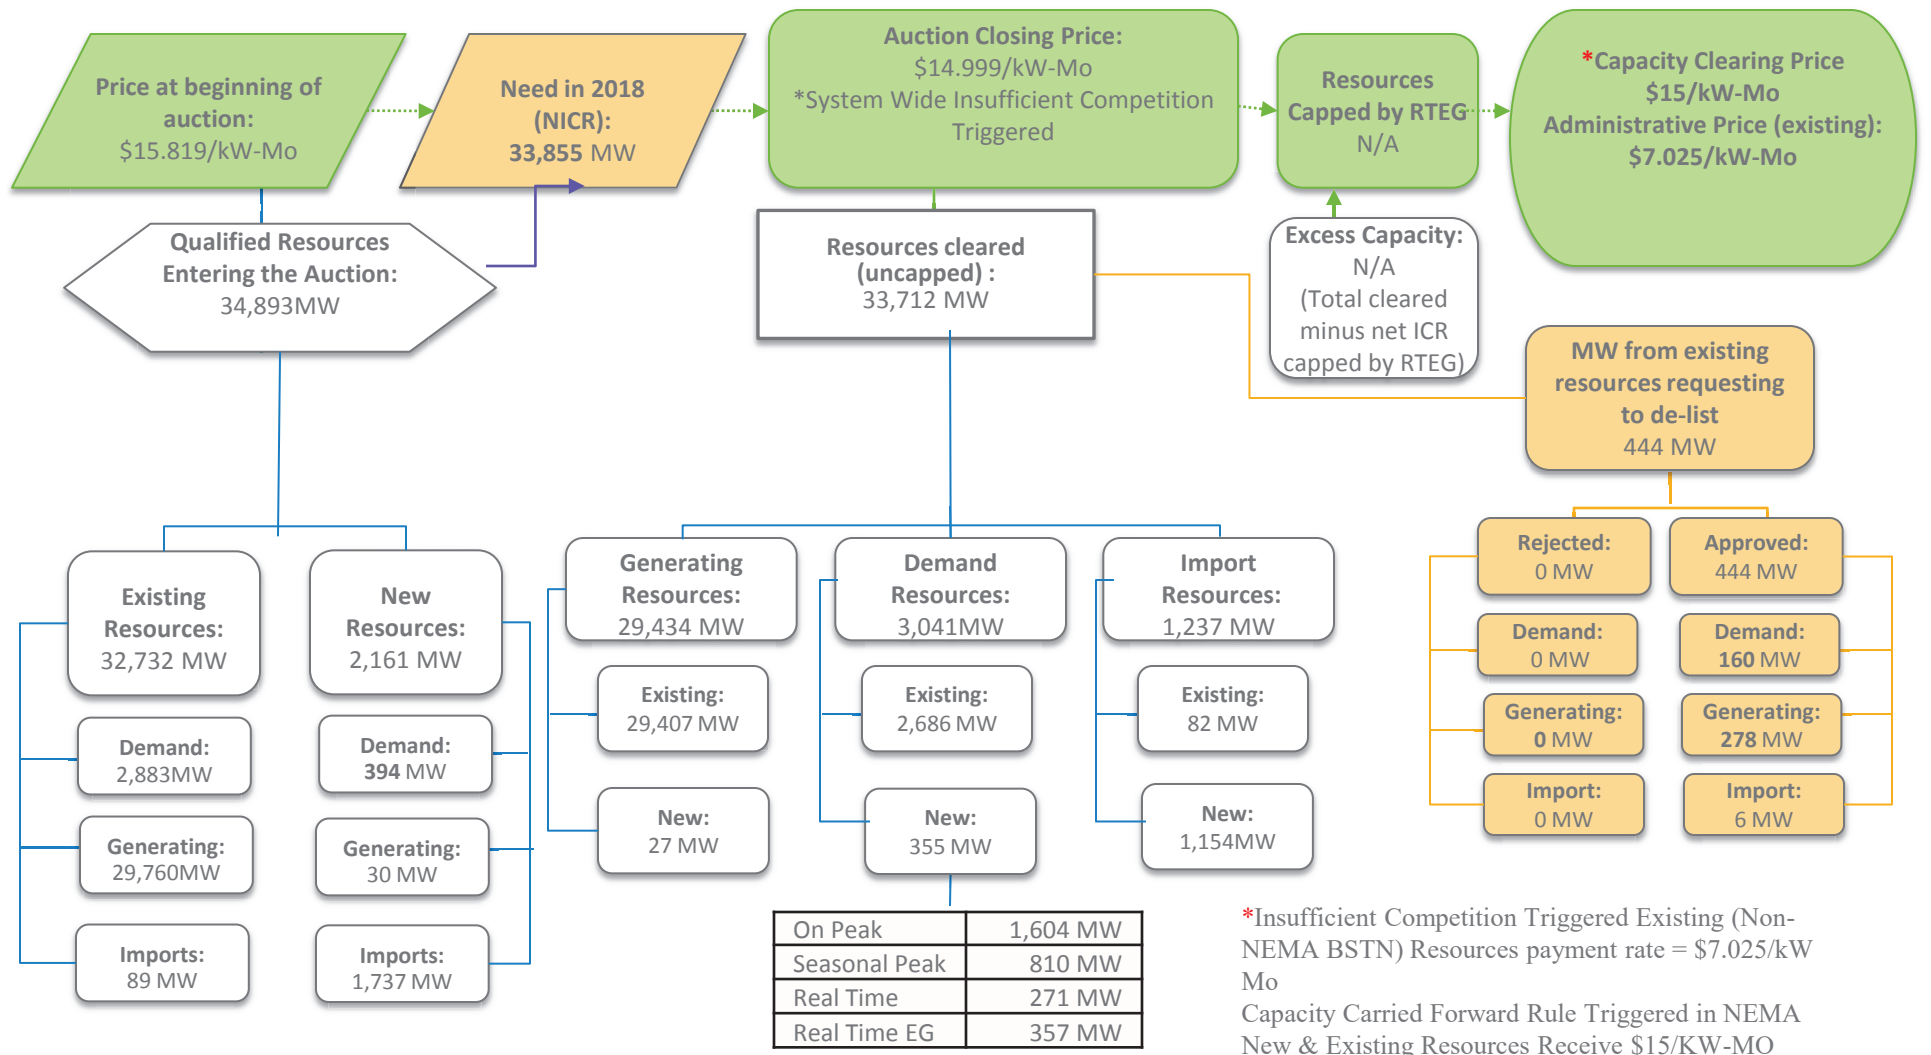 Price at beginning of
auction:
$15.819/kW-Mo
Need in 2018
(NICR):
33,855 MW
Auction Closing Price:
$14.999/kW-Mo
*System Wide Insufficient Competition
Triggered
Resources
Capped by RTEG
N/A
*Capacity Clearing Price
$15/kW-Mo
Administrative Price (existing):
$7.025/kW-Mo
Qualified Resources
Entering the Auction:
34,893MW
Resources cleared
(uncapped) :
33,712 MW
Excess Capacity:
N/A
(Total cleared
minus net ICR
capped by RTEG)
MW from existing
resources requesting
to de-list
444 MW
Existing
Resources:
32,732 MW
Demand:
2,883MW
Generating:
29,760MW
Imports:
89 MW
New
Resources:
2,161 MW
Demand:
394 MW
Generating:
30 MW
Imports:
1,737 MW
Generating
Resources:
29,434 MW
Existing:
29,407 MW
New:
27 MW
Demand
Resources:
3,041MW
Existing:
2,686 MW
New:
355 MW
Import
Resources:
1,237 MW
Existing:
82 MW
New:
1,154MW
Rejected:
0 MW
Demand:
0 MW
Generating:
0 MW
Import:
0 MW
Approved:
444 MW
Demand:
160 MW
Generating:
278 MW
Import:
6 MW
On Peak 1,604 MW
Seasonal Peak 810 MW
Real Time 271 MW
Real Time EG 357 MW
*Insufficient Competition Triggered Existing (Non-
NEMA BSTN) Resources payment rate = $7.025/kW
Mo
Capacity Carried Forward Rule Triggered in NEMA
New & Existing Resources Receive $15/KW-MO